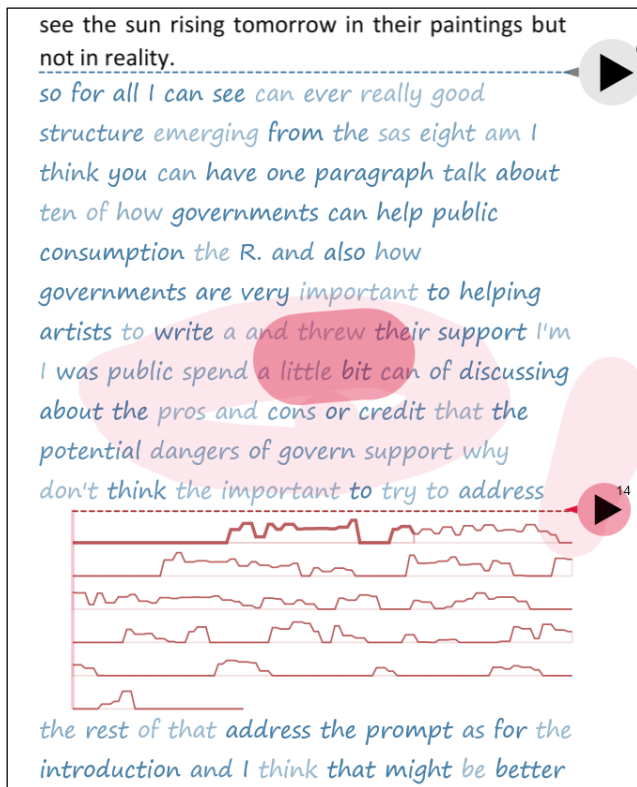 see the sun rising tomorrow in their paintings but
not in reality.
so for all I can see can ever really good
structure emerging from the sas eight am I
think you can have one paragraph talk about
ten of how governments can help public
consumption the R. and also how
governments are very important to helping
artists to write a and threw their support I'm
I was public spend a little bit can of discussing
about the pros and cons or credit that the
potential dangers of govern support why
don't think the important to try to address
14
the rest of that address the prompt as for the
introduction and I think that might be better